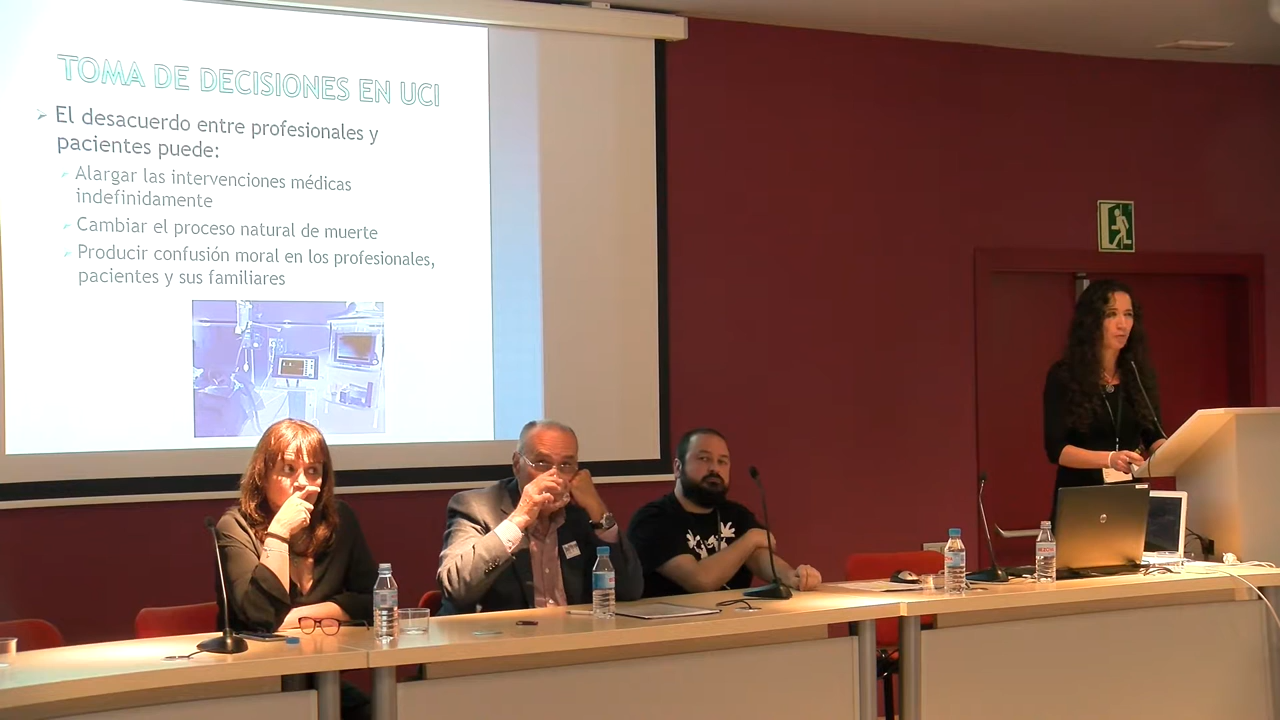 TOMA DE DECISIONES EN UCI
El desacuerdo entre profesionales y
pacientes puede:
Alargar las intervenciones médicas
indefinidamente
Cambiar el proceso natural de muerte
Producir confusión moral en los profesionales,
pacientes y sus familiares